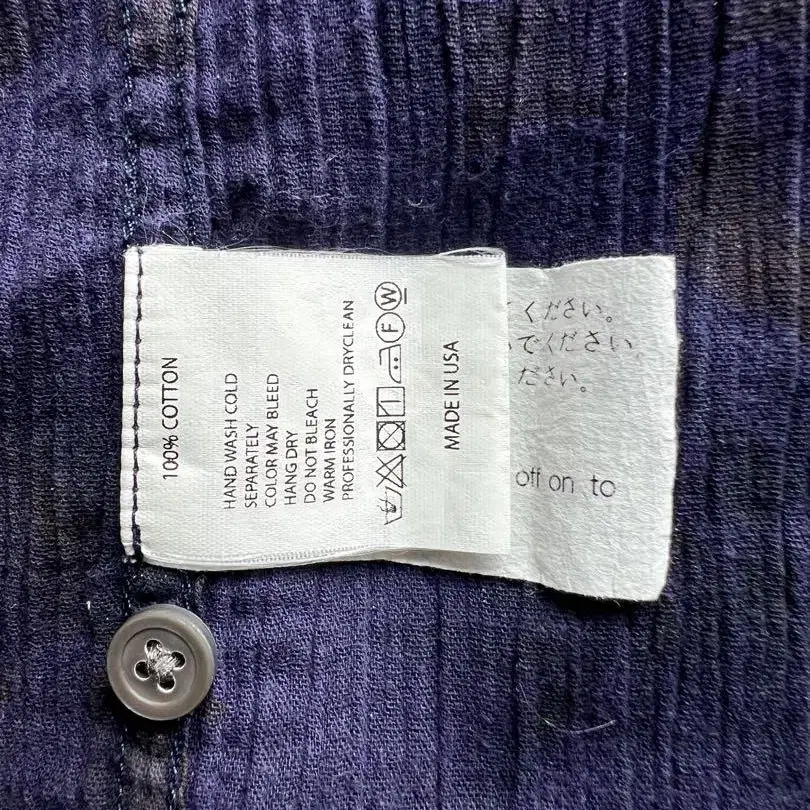 100% COTTON
HAND WASH COLD
SEPARATELY
COLOR MAY BLEED
HANG DRY
DO NOT BLEACH
WARM IRON
PROFESSIONALLY DRYCLEAN
F W
MADE IN USA
ください。
でください
ださい。
off on to